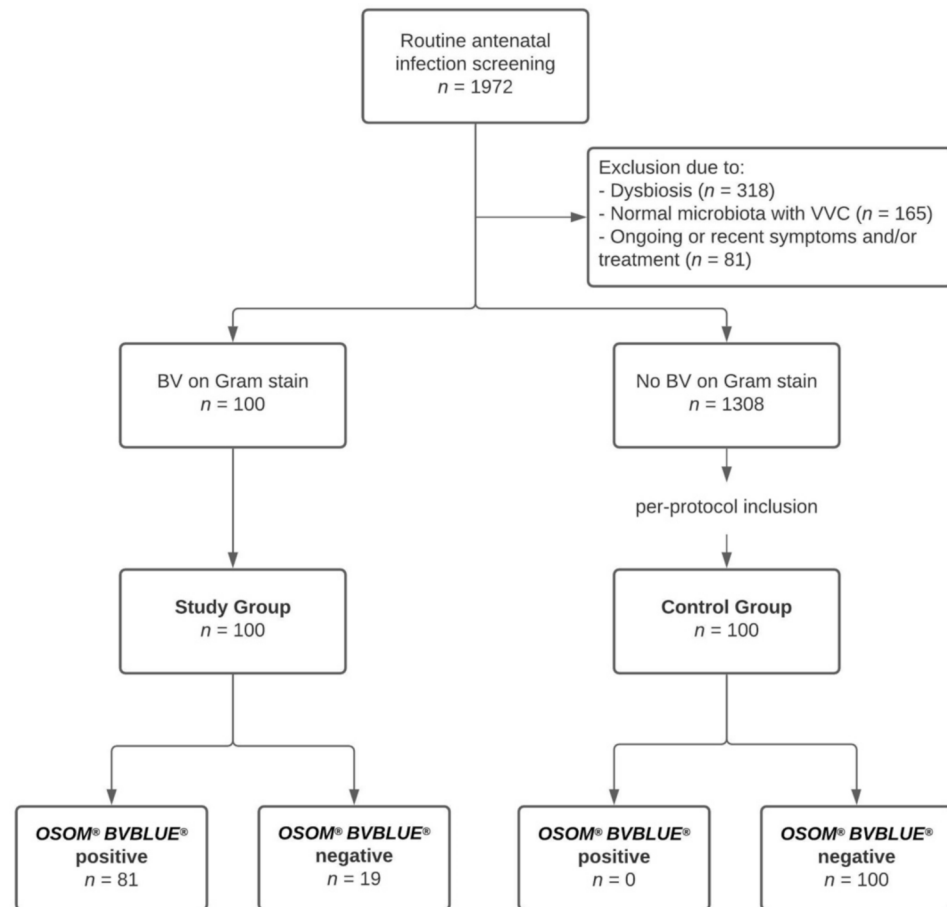 Routine antenatal
infection screening
n = 1972
Exclusion due to:
- Dysbiosis (n = 318)
- Normal microbiota with VVC (n = 165)
- Ongoing or recent symptoms and/or
treatment (n = 81)
BV on Gram stain
n = 100
No BV on Gram stain
n = 1308
per-protocol inclusion
Study Group
n = 100
Control Group
n = 100
OSOM® BVBLUE®
positive
n = 81
OSOM® BVBLUE®
negative
n = 19
OSOM® BVBLUE®
positive
n = 0
OSOM® BVBLUE®
negative
n = 100